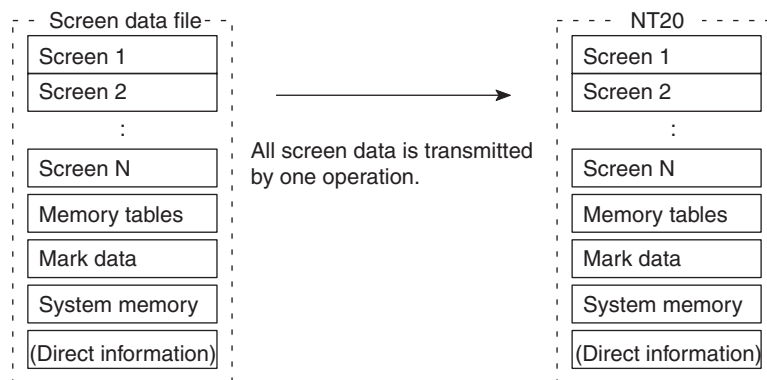 Screen data file
Screen 1
Screen 2
:
Screen N
Memory tables
Mark data
System memory
(Direct information)
All screen data is transmitted
by one operation.
NT20
Screen 1
Screen 2
:
Screen N
Memory tables
Mark data
System memory
(Direct information)